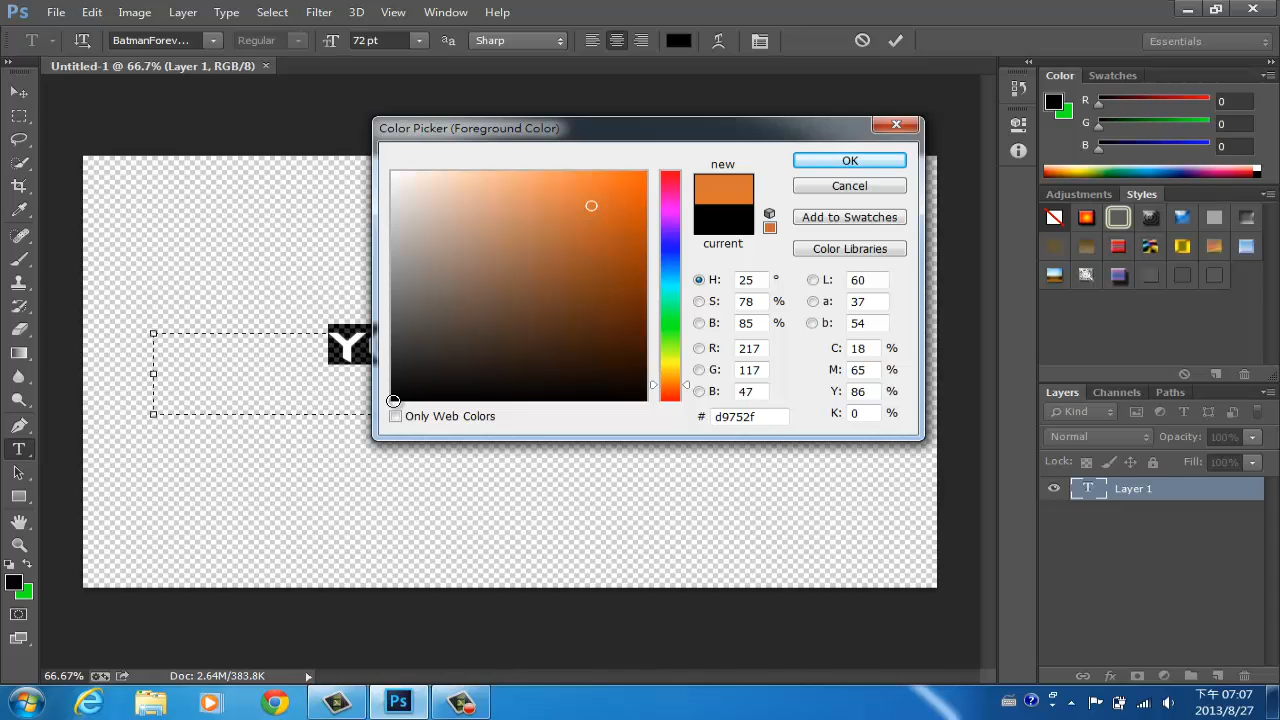 Ps File Edit Image Layer Type Select Filter 3D View Window Help
T BatmanForev... Regular 72 pt Sharp Essentials
Untitled-1 @ 66.7% (Layer 1, RGB/8) ×
Color Swatches
R 0
G 0
B 0
Adjustments Styles
Color Picker (Foreground Color)
new
current
OK
Cancel
Add to Swatches
Color Libraries
H: 25 ° L: 60
S: 78 % a: 37
B: 85 % b: 54
R: 217 C: 18 %
G: 117 M: 65 %
B: 47 Y: 86 %
# d9752f K: 0 %
Only Web Colors
Y
Layers Channels Paths
Kind
Normal Opacity: 100%
Lock: Fill: 100%
T Layer 1
66.67% Doc: 2.64M/383.8K
Ps
下午 07:07
2013/8/27